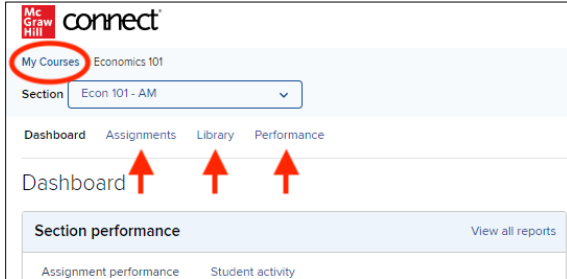 Mc
Graw
Hill
connect
My Courses Economics 101
Section Econ 101 - AM
Dashboard Assignments Library Performance
Dashboard
Section performance View all reports
Assignment performance Student activity